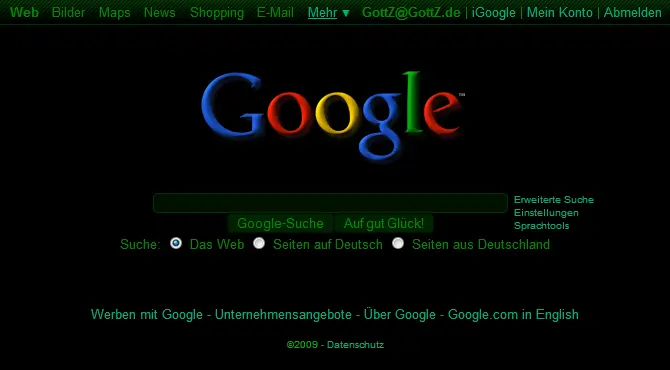 Web Bilder Maps News Shopping E-Mail Mehr ▼ GottZ@GottZ.de | iGoogle | Mein Konto | Abmelden
Google™
Erweiterte Suche
Einstellungen
Sprachtools
Google-Suche Auf gut Glück!
Suche: Das Web Seiten auf Deutsch Seiten aus Deutschland
Werben mit Google - Unternehmensangebote - Über Google - Google.com in English
©2009 - Datenschutz